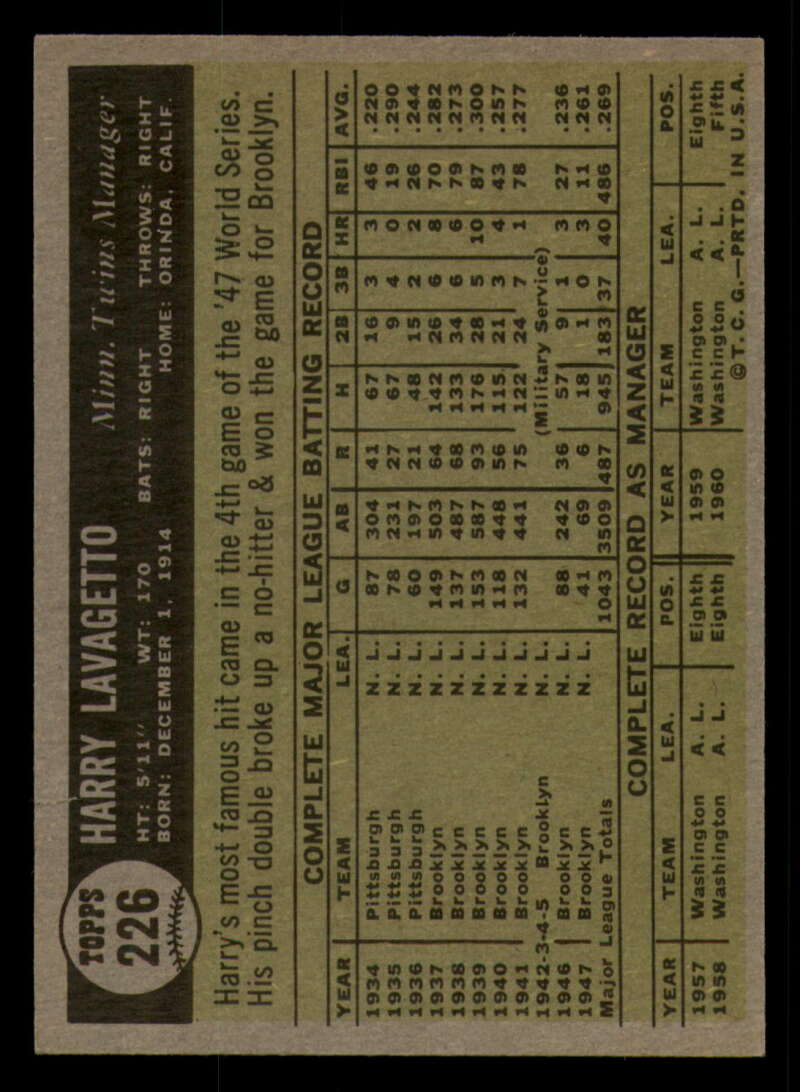 TOPPS
226
HARRY LAVAGETTO Minn. Twins Manager
HT: 5'11" WT: 170 BATS: RIGHT THROWS: RIGHT
BORN: DECEMBER 1, 1914 HOME: ORINDA, CALIF.
Harry's most famous hit came in the 4th game of the '47 World Series.
His pinch double broke up a no-hitter & won the game for Brooklyn.
COMPLETE MAJOR LEAGUE BATTING RECORD
YEAR TEAM LEA. G AB R H 2B 3B HR RBI AVG.
1934 Pittsburgh N. L. 87 304 41 67 16 3 3 46 .220
1935 Pittsburgh N. L. 78 231 27 67 9 4 0 19 .290
1936 Pittsburgh N. L. 60 197 21 48 15 2 2 26 .244
1937 Brooklyn N. L. 149 503 64 142 26 6 8 70 .282
1938 Brooklyn N. L. 137 487 68 133 34 6 6 79 .273
1939 Brooklyn N. L. 153 587 93 176 28 5 10 87 .300
1940 Brooklyn N. L. 118 448 56 115 21 3 4 43 .257
1941 Brooklyn N. L. 132 441 75 122 24 7 1 78 .277
1942-3-4-5 Brooklyn N. L. (Military Service)
1946 Brooklyn N. L. 88 242 36 57 9 1 3 27 .236
1947 Brooklyn N. L. 41 69 6 18 1 0 3 11 .261
Major League Totals 1043 3509 487 945 183 37 40 486 .269
COMPLETE RECORD AS MANAGER
YEAR TEAM LEA. POS. YEAR TEAM LEA. POS.
1957 Washington A. L. Eighth 1959 Washington A. L. Eighth
1958 Washington A. L. Eighth 1960 Washington A. L. Fifth
© T. C. G.—PRTD. IN U.S.A.